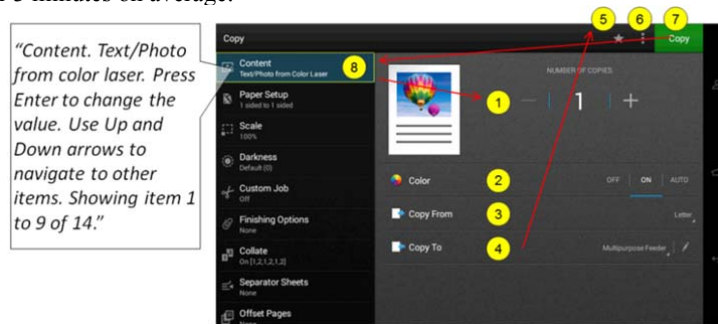 minutes on average.
“Content. Text/Photo
from color laser. Press
Enter to change the
value. Use Up and
Down arrows to
navigate to other
items. Showing item 1
to 9 of 14.”
Copy
5
6
7
Copy
Content
Text/Photo from Color Laser
8
Paper Setup
1 sided to 1 sided
Scale
100%
Darkness
Default (0)
Custom Job
Off
Finishing Options
None
Collate
On [1,2,1,2,1,2]
Separator Sheets
None
Offset Pages
NUMBER OF COPIES
1
1
Color
2
OFF
ON
AUTO
Copy From
3
Letter
Copy To
4
Multipurpose Feeder